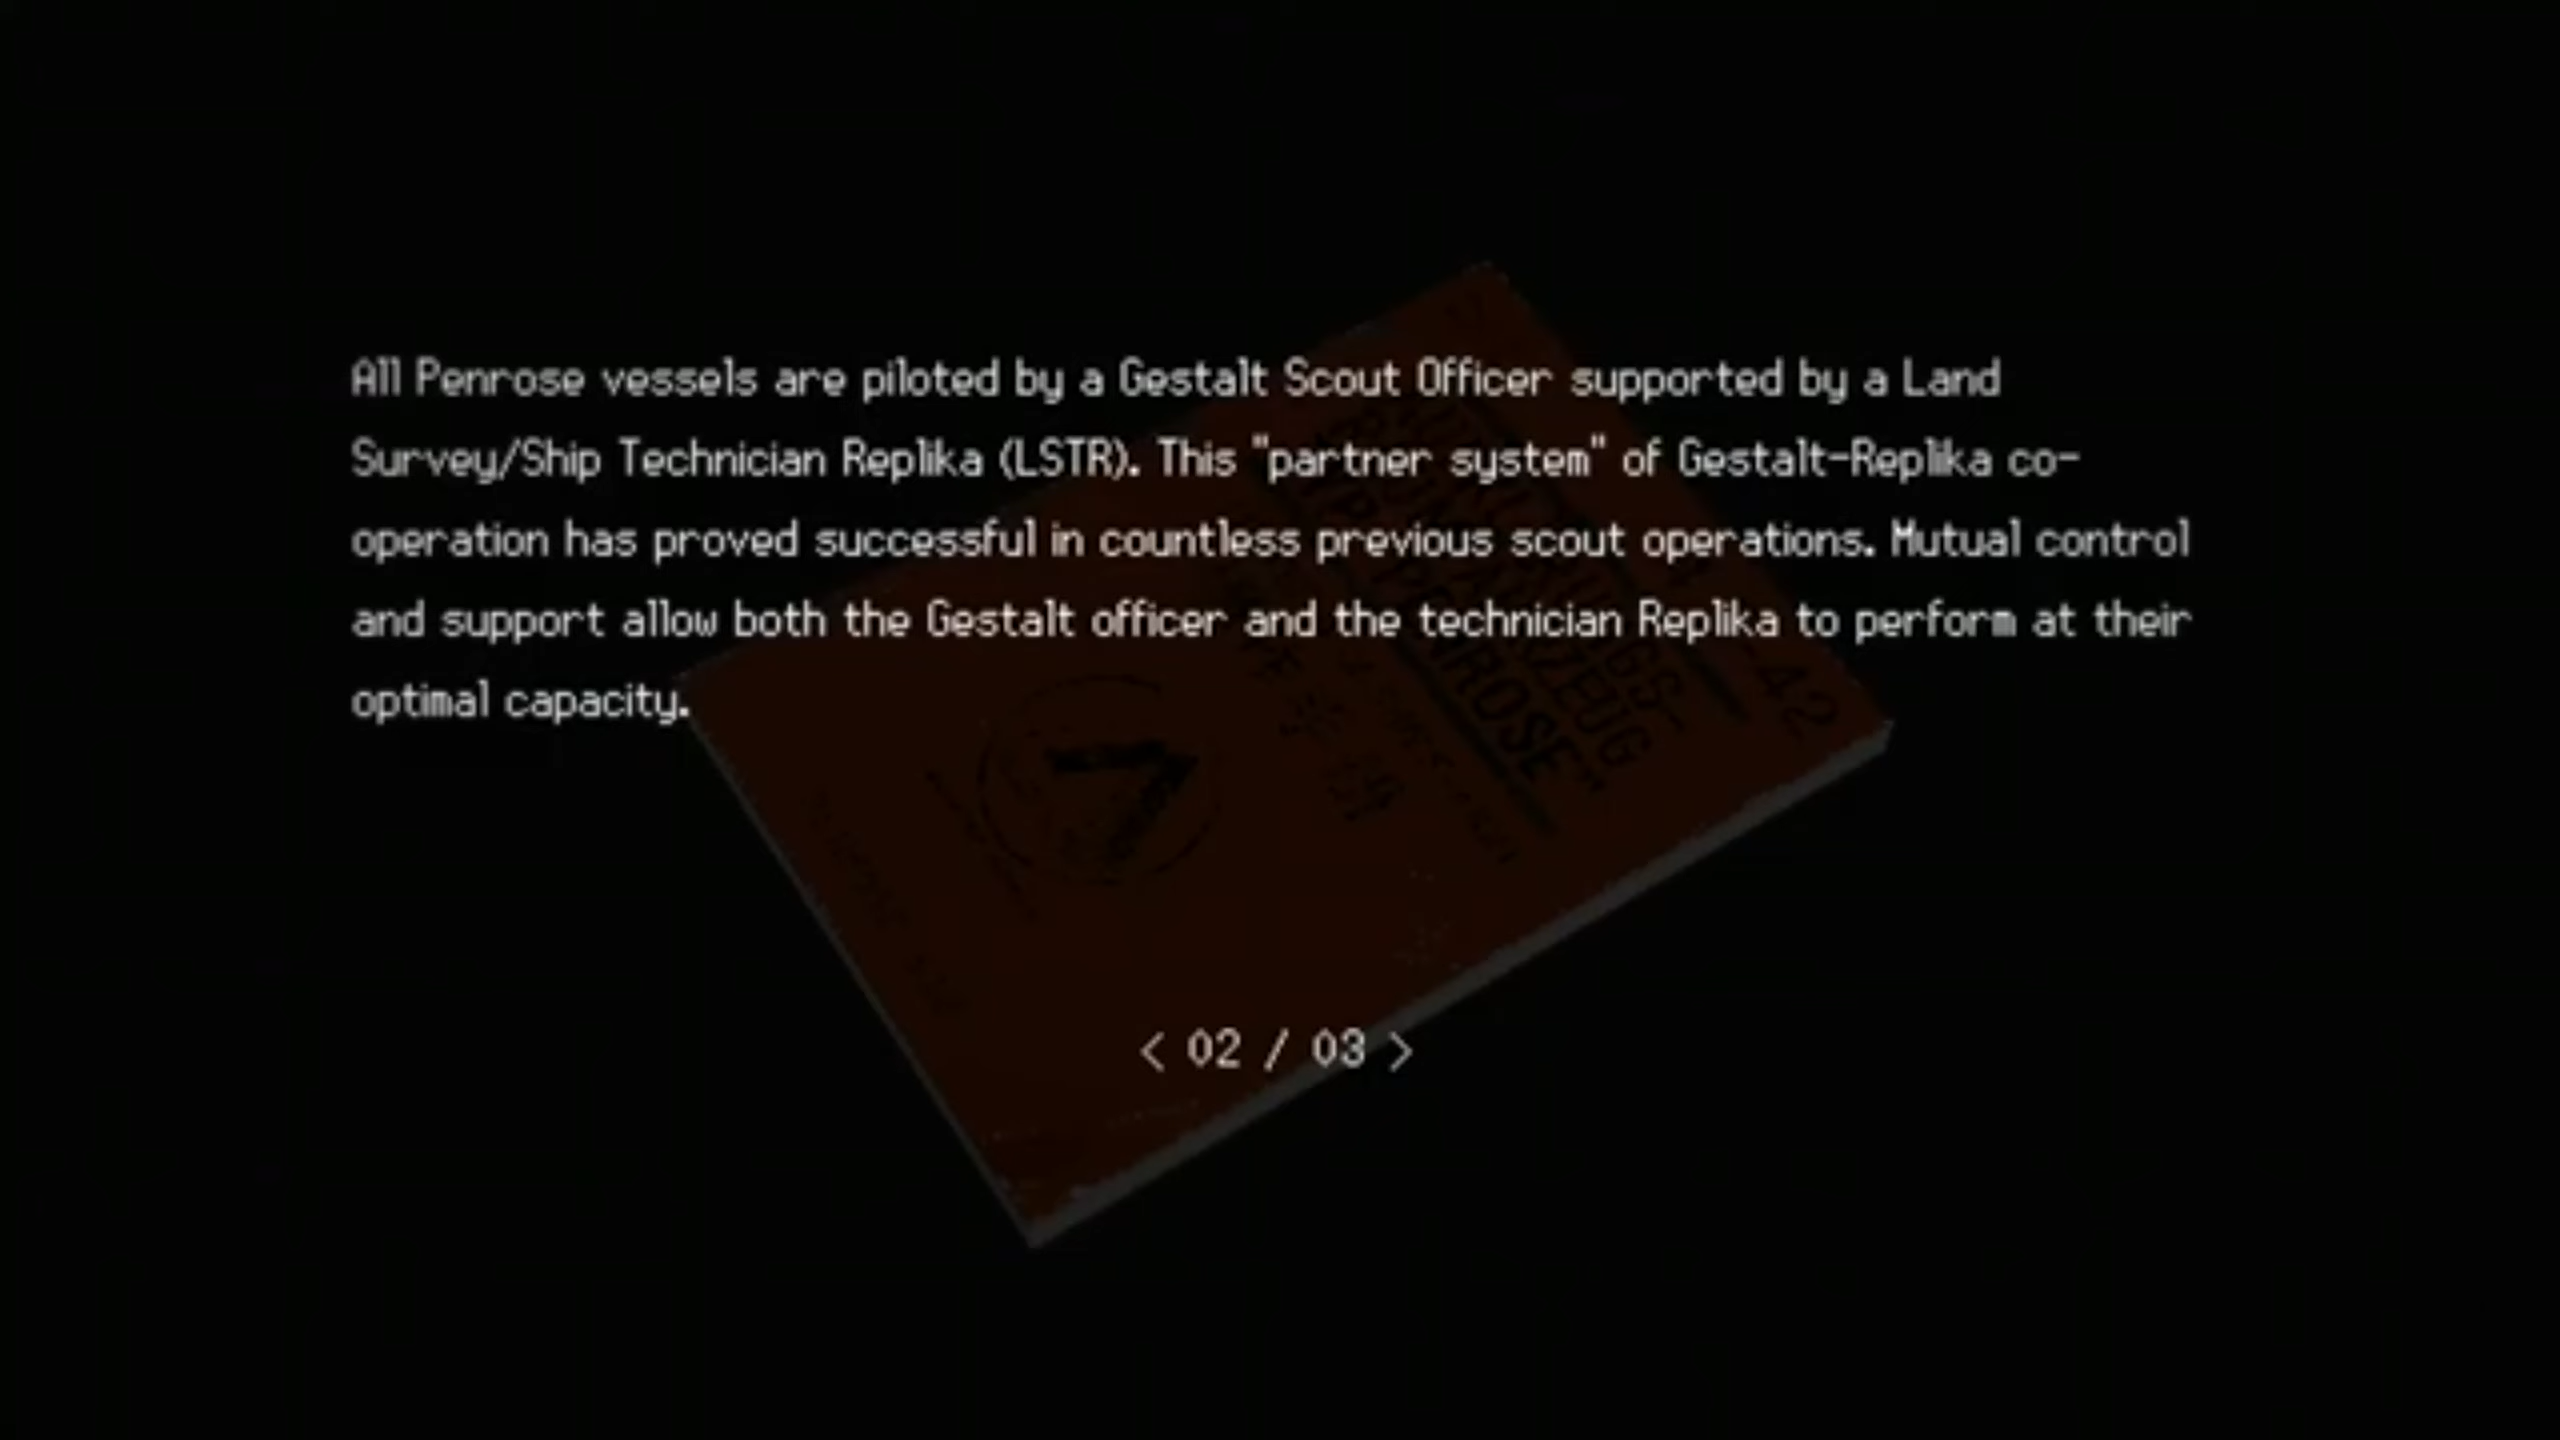 All Penrose vessels are piloted by a Gestalt Scout Officer supported by a Land
Survey/Ship Technician Replika (LSTR). This "partner system" of Gestalt-Replika co-
operation has proved successful in countless previous scout operations. Mutual control
and support allow both the Gestalt officer and the technician Replika to perform at their
optimal capacity.
PENROSE"
-42
< 02 / 03 >